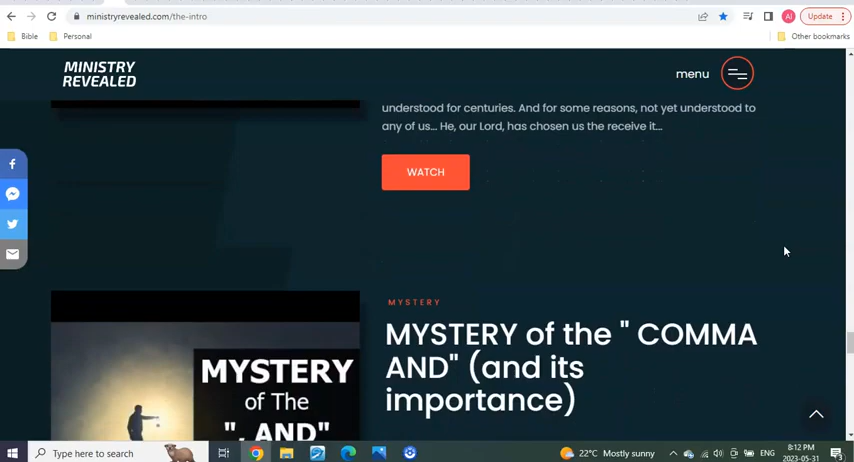 ministryrevealed.com/the-intro
AI
Update
Bible
Personal
Other bookmarks
MINISTRY
REVEALED
menu
understood for centuries. And for some reasons, not yet understood to
any of us... He, our Lord, has chosen us the receive it...
WATCH
MYSTERY
MYSTERY of the " COMMA
AND" (and its
importance)
MYSTERY
of The
", AND"
Type here to search
22°C Mostly sunny
ENG
8:12 PM
2023-05-31
3